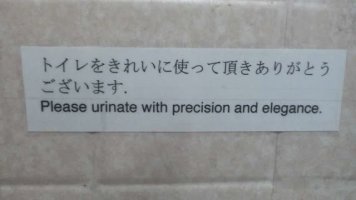 トイレをきれいに使って頂きありがとう
ございます.
Please urinate with precision and elegance.